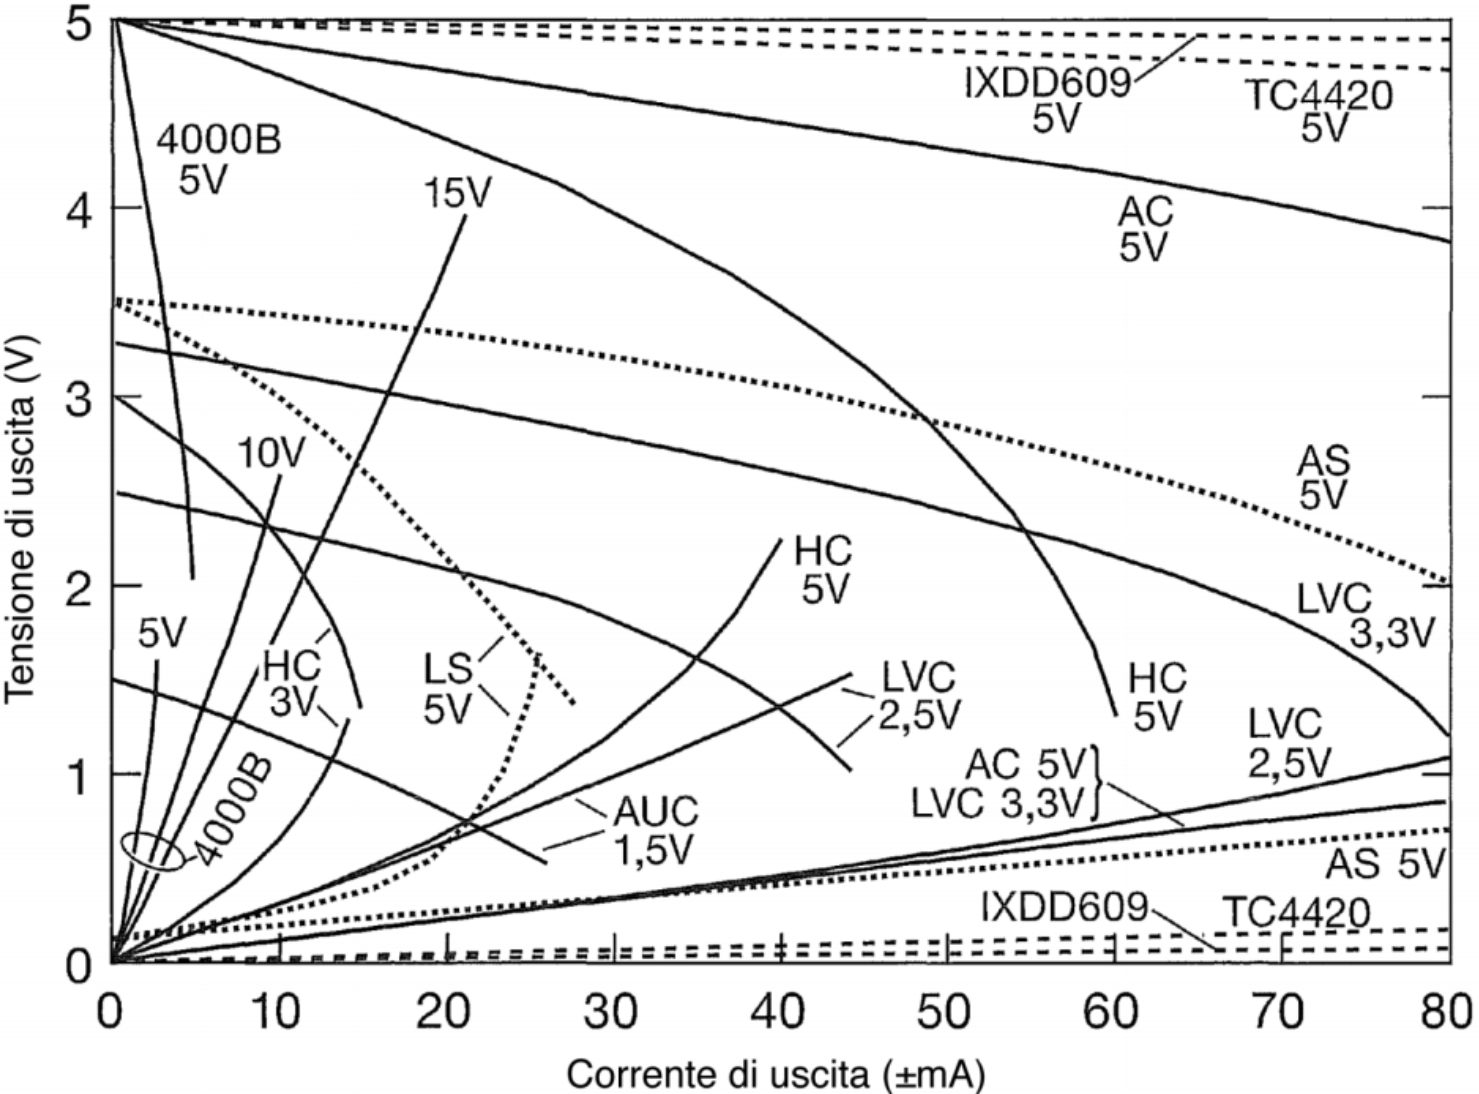 5
4
3
2
1
0
Tensione di uscita (V)
4000B
5V
15V
IXDD609
5V
TC4420
5V
AC
5V
AS
5V
10V
HC
5V
LVC
3,3V
5V
HC
3V
LS
5V
LVC
2,5V
HC
5V
LVC
2,5V
AC 5V
LVC 3,3V
4000B
AUC
1,5V
AS 5V
IXDD609
TC4420
0 10 20 30 40 50 60 70 80
Corrente di uscita (±mA)